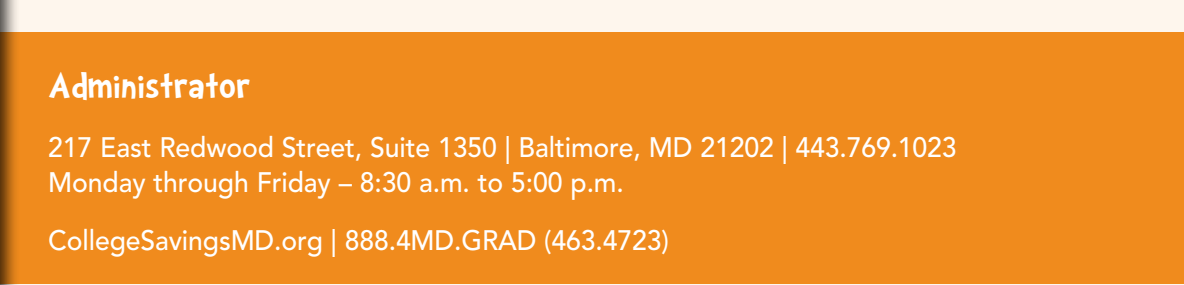 Administrator
217 East Redwood Street, Suite 1350 | Baltimore, MD 21202 | 443.769.1023
Monday through Friday – 8:30 a.m. to 5:00 p.m.
CollegeSavingsMD.org | 888.4MD.GRAD (463.4723)